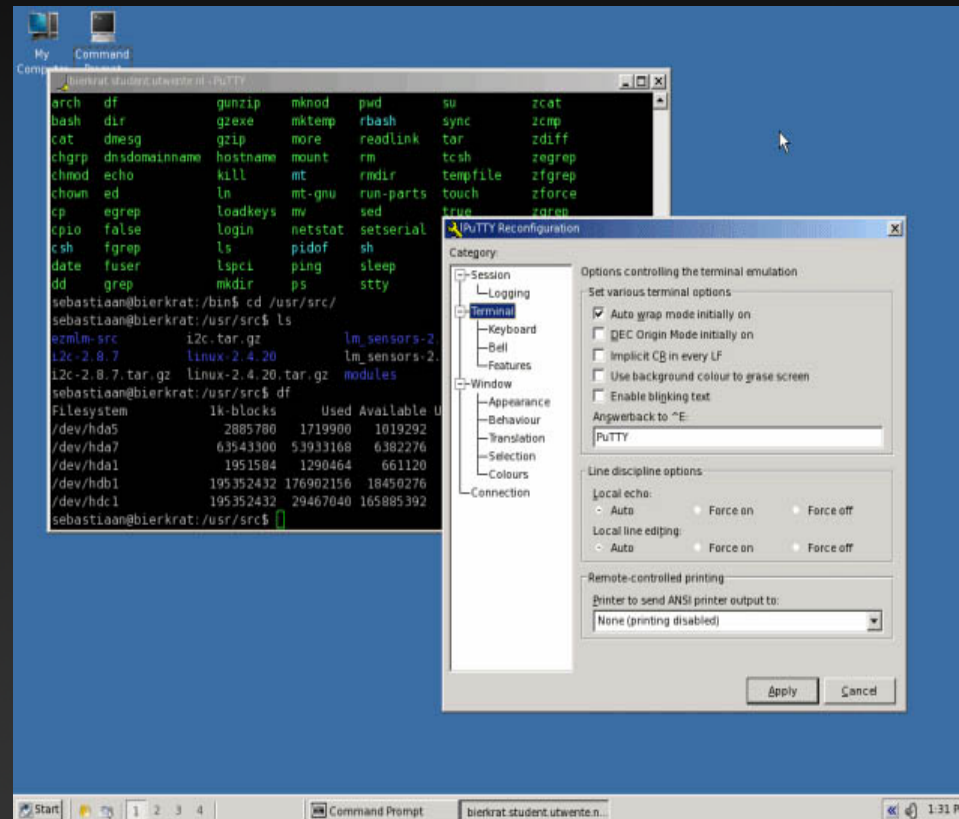 My
Command
bierkrat.student.utwente.nl - PuTTY
arch df gunzip mknod pwd su zcat
bash dir gzexe mktemp rbash sync zcmp
cat dmesg gzip more readlink tar zdiff
chgrp dnsdomainname hostname mount rm tcsh zegrep
chmod echo kill mt rmdir tempfile zfgrep
chown ed ln mt-gnu run-parts touch zforce
cp egrep loadkeys mv sed true zgrep
cpio false login netstat setserial
csh fgrep ls pidof sh
date fuser lspci ping sleep
dd grep mkdir ps stty
sebastiaan@bierkrat:/bin$ cd /usr/src/
sebastiaan@bierkrat:/usr/src$ ls
ezmlm-src i2c.tar.gz lm_sensors-2.
i2c-2.8.7 linux-2.4.20 lm_sensors-2.
i2c-2.8.7.tar.gz linux-2.4.20.tar.gz modules
sebastiaan@bierkrat:/usr/src$ df
Filesystem 1k-blocks Used Available U
/dev/hda5 2885780 1719900 1019292
/dev/hda7 63543300 53933168 6382276
/dev/hda1 1951584 1290464 661120
/dev/hdb1 195352432 176902156 18450276
/dev/hdc1 195352432 29467040 165885392
sebastiaan@bierkrat:/usr/src$
PuTTY Reconfiguration
Category:
Session
Logging
Terminal
Keyboard
Bell
Features
Window
Appearance
Behaviour
Translation
Selection
Colours
Connection
Options controlling the terminal emulation
Set various terminal options
Auto wrap mode initially on
DEC Origin Mode initially on
Implicit CR in every LF
Use background colour to erase screen
Enable blinking text
Answerback to ^E:
PuTTY
Line discipline options
Local echo:
Auto Force on Force off
Local line editing:
Auto Force on Force off
Remote-controlled printing
Printer to send ANSI printer output to:
None (printing disabled)
Apply Cancel
Start 1 2 3 4 Command Prompt bierkrat.student.utwente.n... 1:31 P